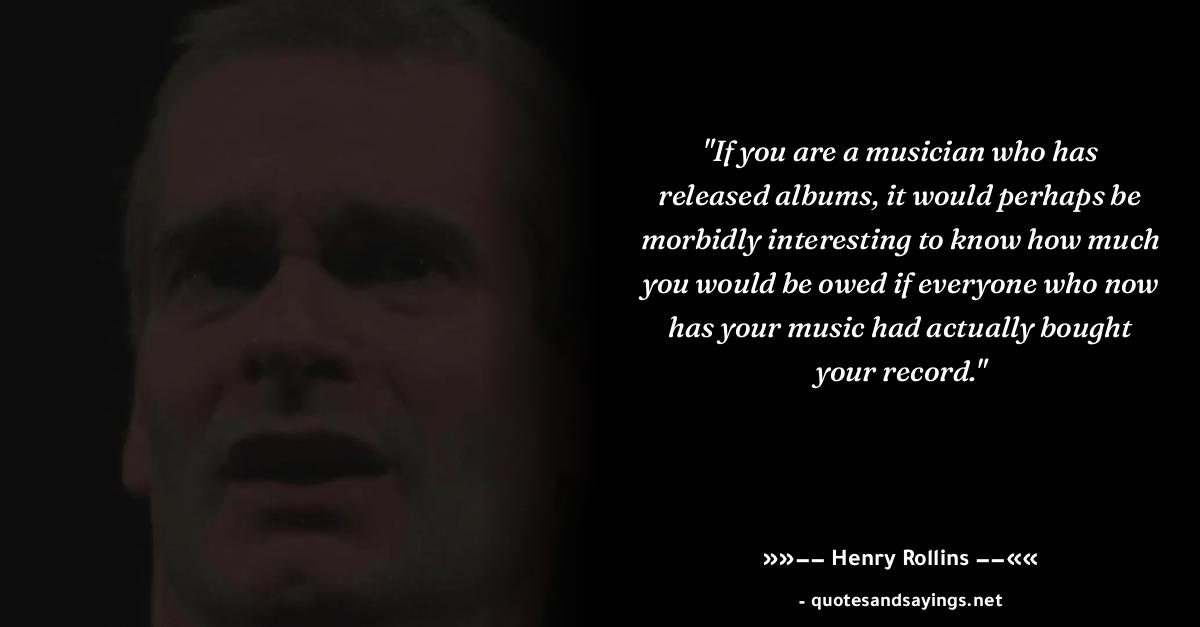 "If you are a musician who has
released albums, it would perhaps be
morbidly interesting to know how much
you would be owed if everyone who now
has your music had actually bought
your record."
»»−− Henry Rollins −−««
- quotesandsayings.net